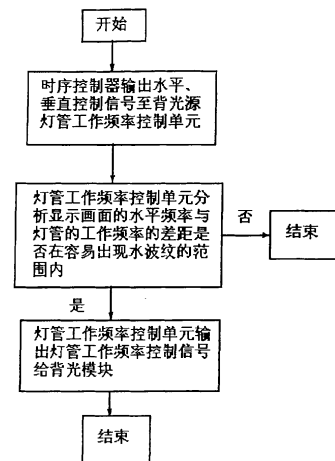 开始
时序控制器输出水平、
垂直控制信号至背光源
灯管工作频率控制单元
灯管工作频率控制单元分
析显示画面的水平频率与
灯管的工作频率的差距是
否在容易出现水波纹的范
围内
否
结束
是
灯管工作频率控制单元输
出灯管工作频率控制信号
给背光模块
结束